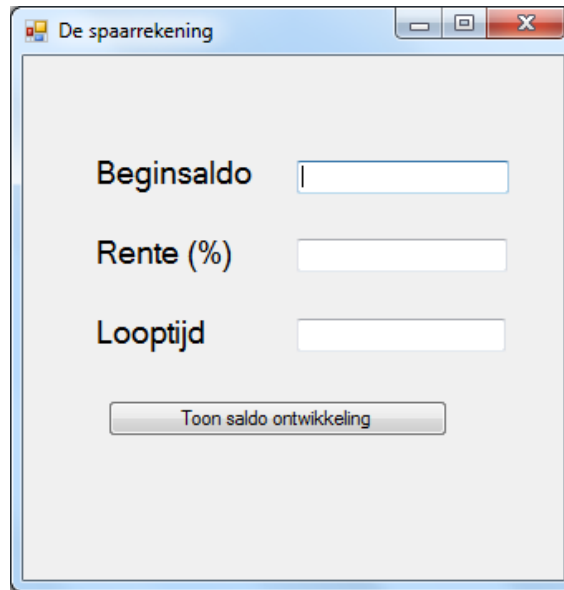 De spaarrekening
Beginsaldo
Rente (%)
Looptijd
Toon saldo ontwikkeling